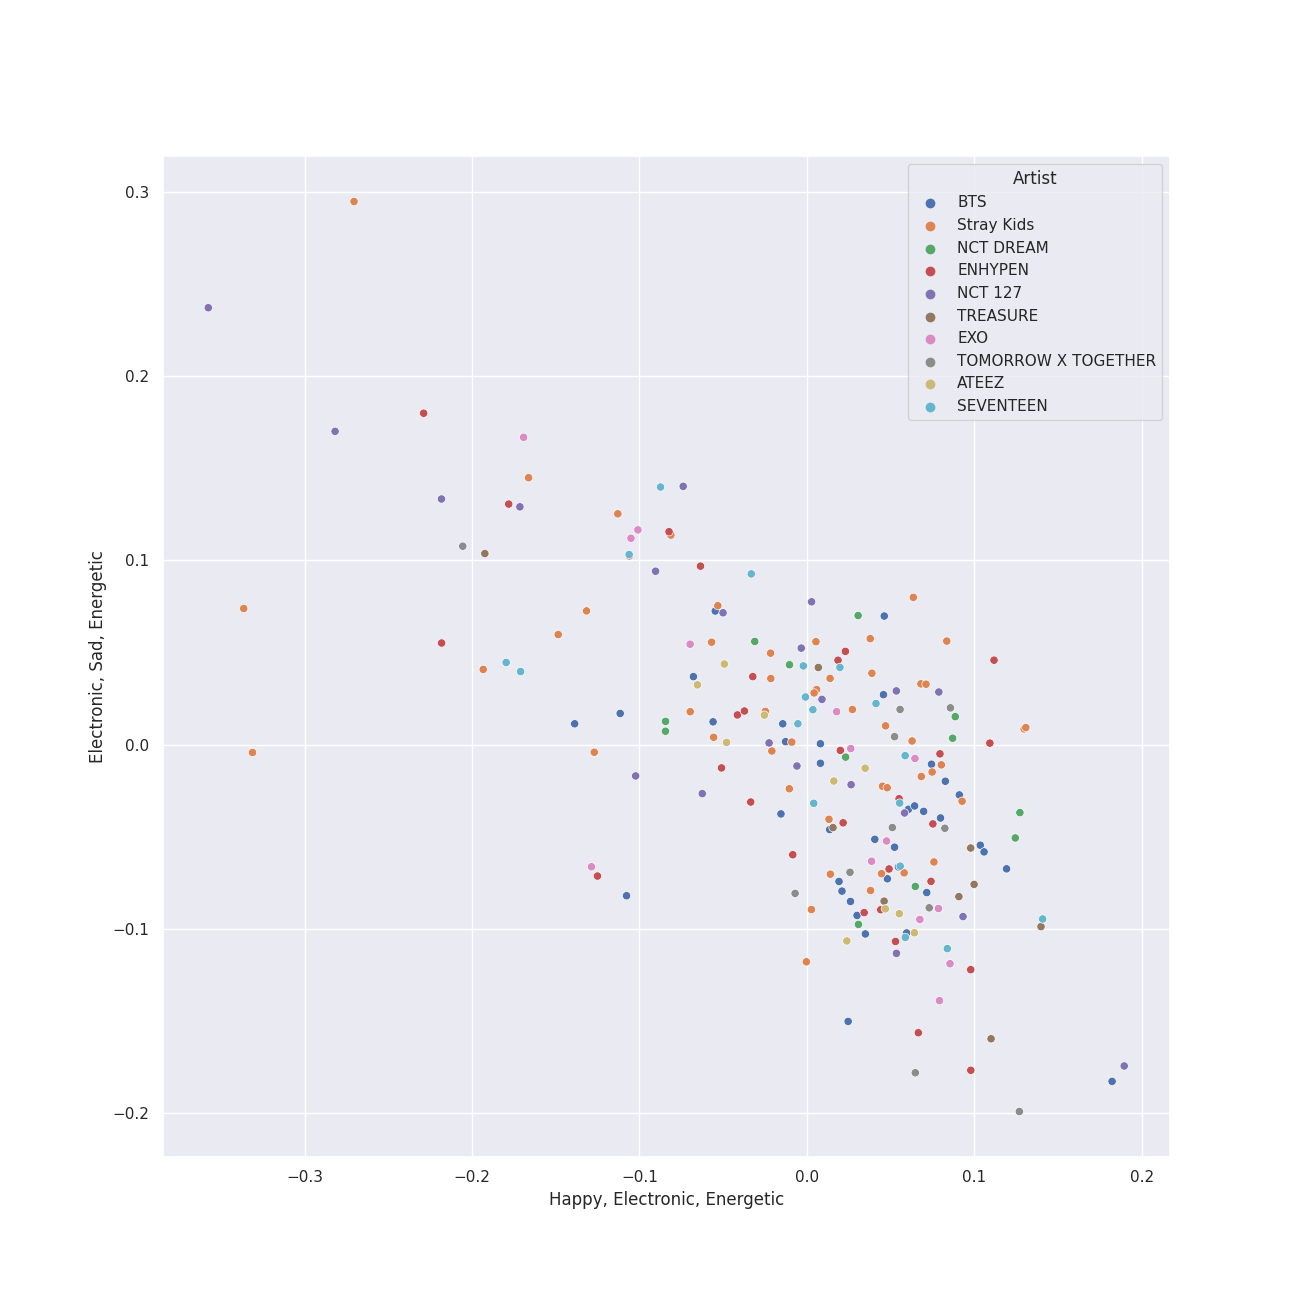 Artist
BTS
Stray Kids
NCT DREAM
ENHYPEN
NCT 127
TREASURE
EXO
TOMORROW X TOGETHER
ATEEZ
SEVENTEEN
0.3
0.2
0.1
0.0
−0.1
−0.2
Electronic, Sad, Energetic
−0.3
−0.2
−0.1
0.0
0.1
0.2
Happy, Electronic, Energetic